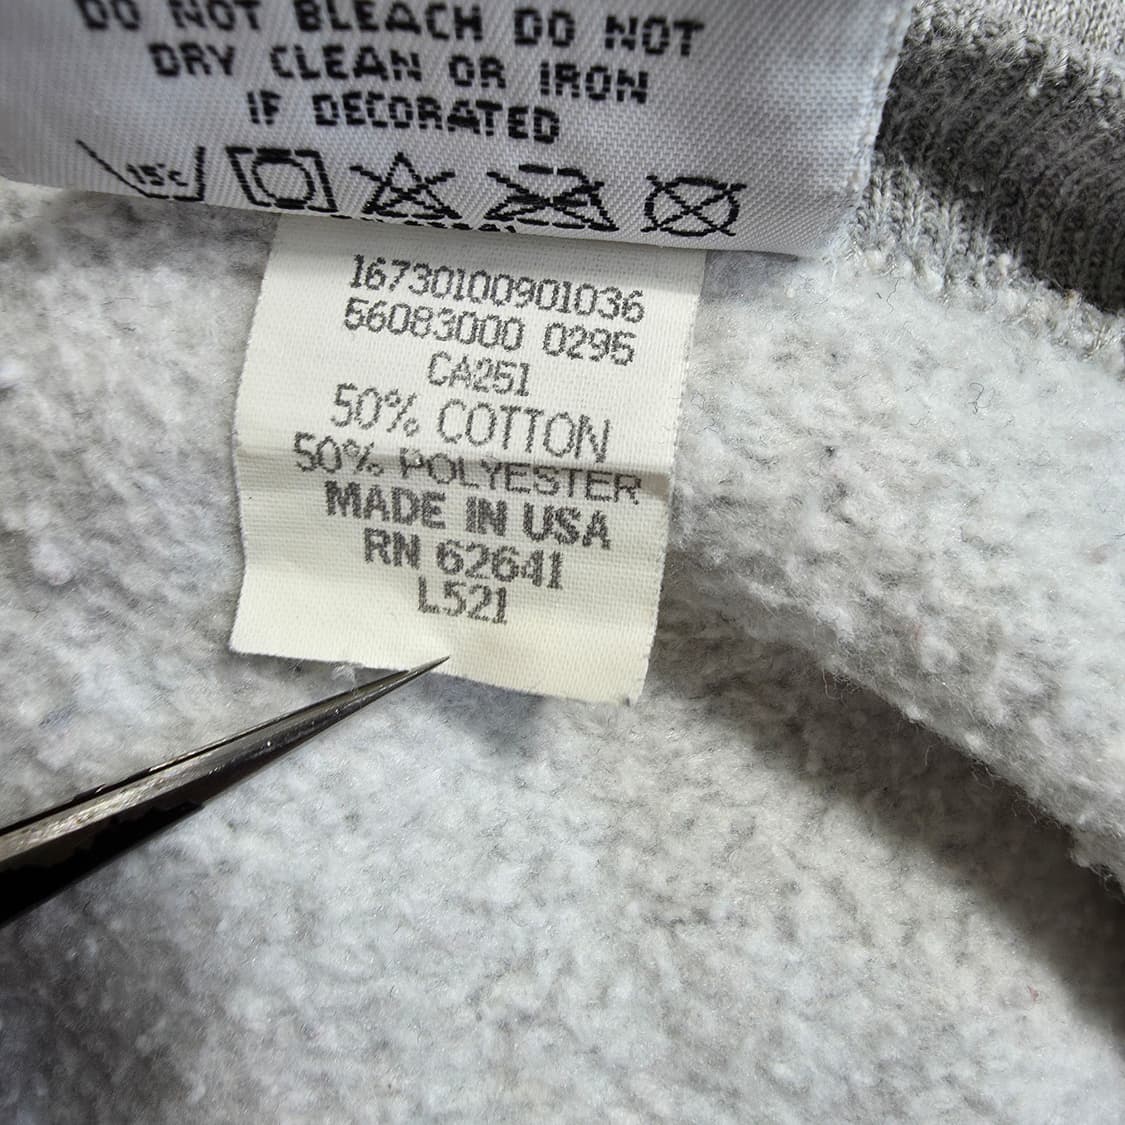 DO NOT BLEACH DO NOT
DRY CLEAN OR IRON
IF DECORATED
15°C
16730100901036
56083000 0295
CA251
50% COTTON
50% POLYESTER
MADE IN USA
RN 62641
L521